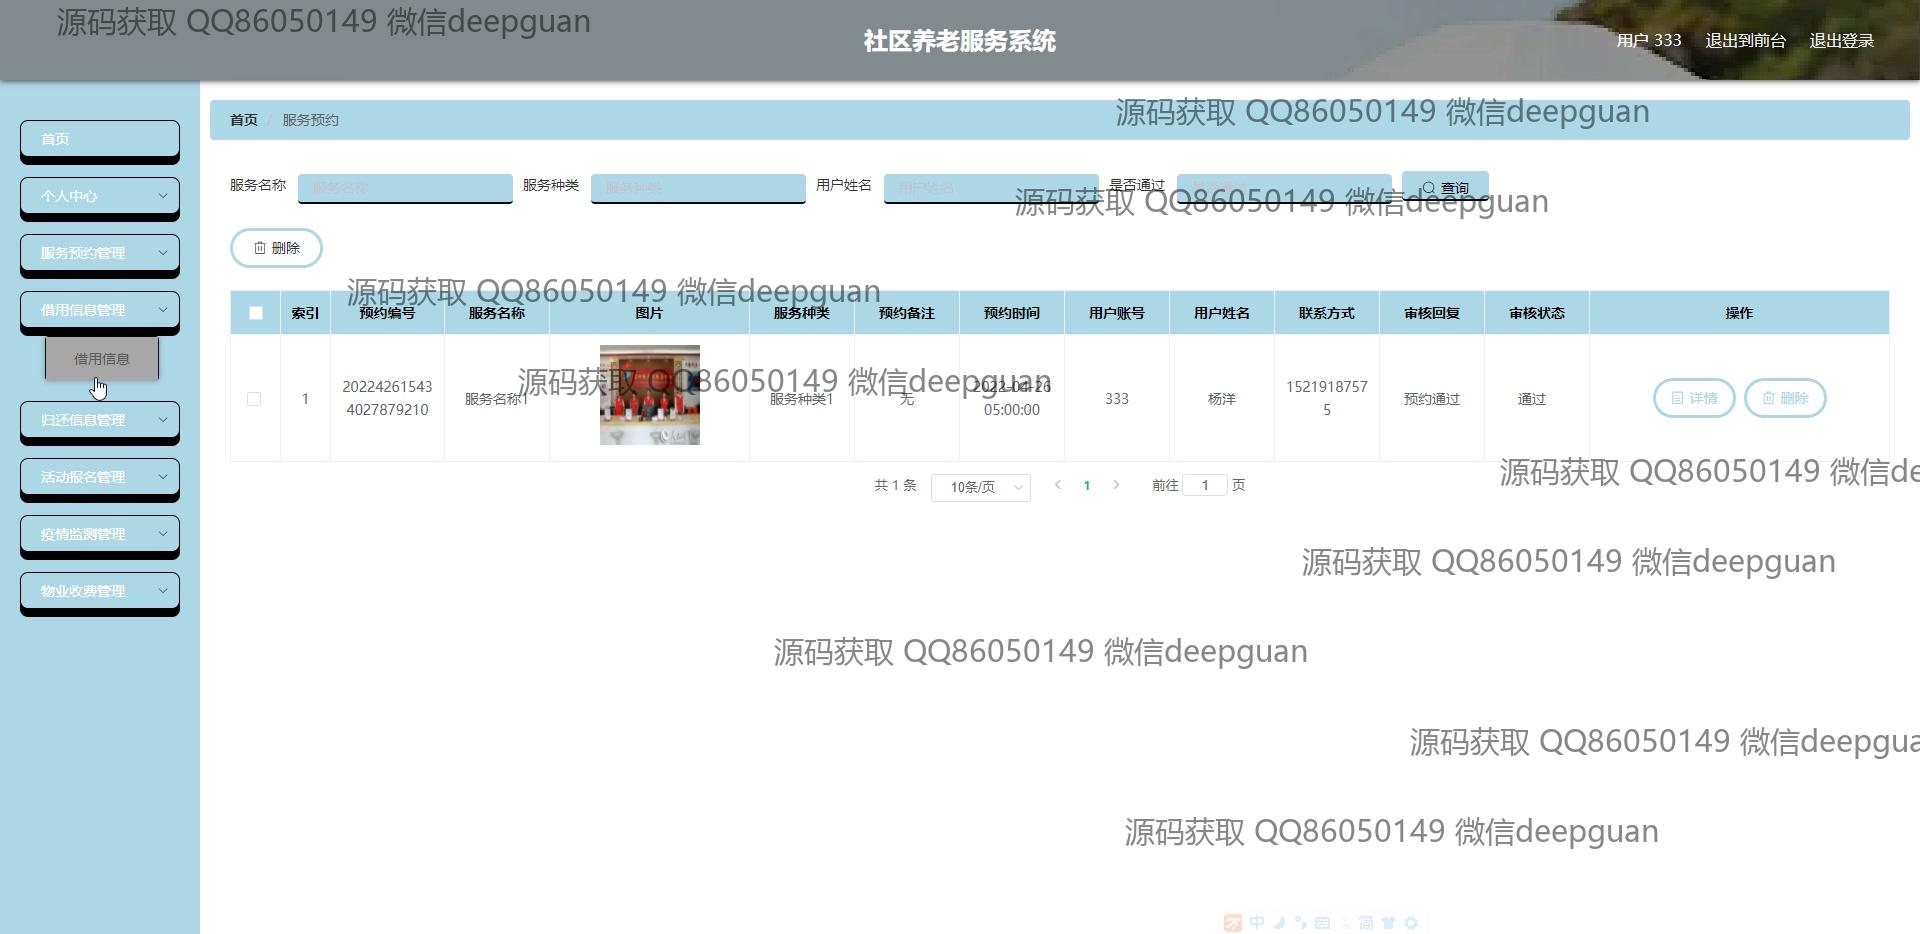 源码获取 QQ86050149 微信deepguan
社区养老服务系统
用户 333 退出到前台 退出登录
首页 / 服务预约
源码获取 QQ86050149 微信deepguan
首页
个人中心
服务预约管理
借用信息管理
借用信息
归还信息管理
活动报名管理
疫情监测管理
物业收费管理
服务名称 服务名称 服务种类 服务种类 用户姓名 用户姓名 是否通过 查询
源码获取 QQ86050149 微信deepguan
删除
源码获取 QQ86050149 微信deepguan
索引 预约编号 服务名称 图片 服务种类 预约备注 预约时间 用户账号 用户姓名 联系方式 审核回复 审核状态 操作
源码获取 QQ86050149 微信deepguan
1 20224261543 服务名称1 服务种类1 无 2022-04-26 333 杨洋 1521918757 预约通过 通过 详情 删除
4027879210 05:00:00 5
共 1 条 10条/页 1 前往 1 页
源码获取 QQ86050149 微信de
源码获取 QQ86050149 微信deepguan
源码获取 QQ86050149 微信deepguan
源码获取 QQ86050149 微信deepgua
源码获取 QQ86050149 微信deepguan
中 简